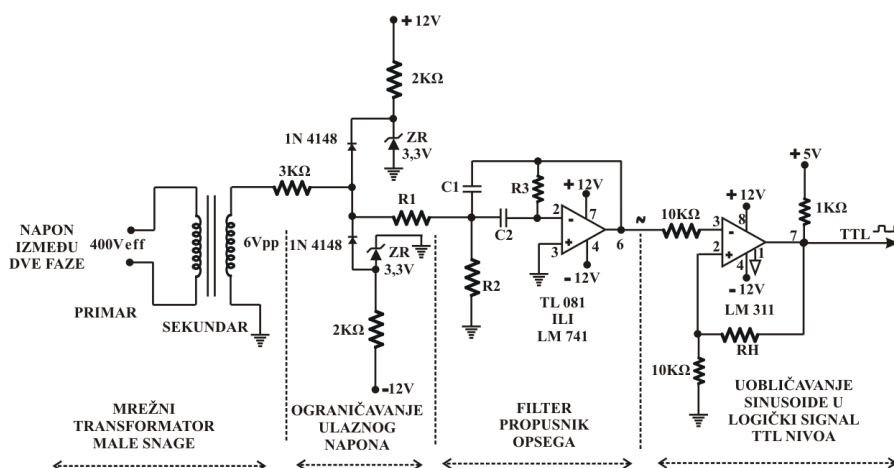 + 12V
2KΩ
1N 4148
ZR
3,3V
3KΩ
R1
NAPON
IZMEĐU
DVE FAZE
400Veff
6Vpp
1N 4148
ZR
3,3V
PRIMAR
SEKUNDAR
2KΩ
-12V
C1
R3
+ 12V
2
7
-
C2
3
+
4
6
- 12V
R2
TL 081
ILI
LM 741
~
10KΩ
+ 5V
1KΩ
+ 12V
3
8
-
2
+
1
4
7
TTL
- 12V
LM 311
RH
10KΩ
MREŽNI
TRANSFORMATOR
MALE SNAGE
OGRANIČAVANJE
ULAZNOG
NAPONA
FILTER
PROPUSNIK
OPSEGA
UOBLIČAVANJE
SINUSOIDE U
LOGIČKI SIGNAL
TTL NIVOA